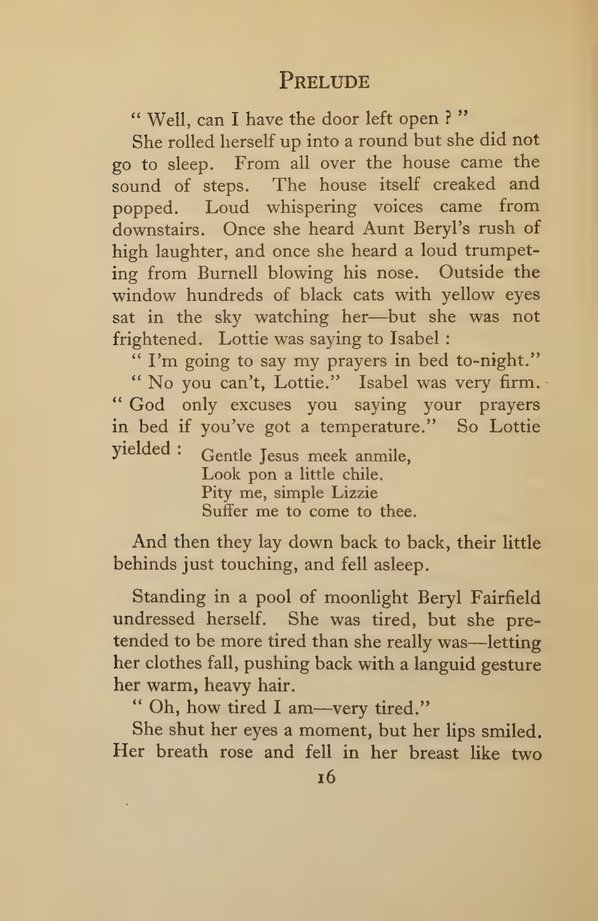 PRELUDE
“ Well, can I have the door left open ? ”
She rolled herself up into a round but she did not
go to sleep. From all over the house came the
sound of steps. The house itself creaked and
popped. Loud whispering voices came from
downstairs. Once she heard Aunt Beryl’s rush of
high laughter, and once she heard a loud trumpet-
ing from Burnell blowing his nose. Outside the
window hundreds of black cats with yellow eyes
sat in the sky watching her—but she was not
frightened. Lottie was saying to Isabel :
“ I’m going to say my prayers in bed to-night.”
“ No you can’t, Lottie.” Isabel was very firm.
“ God only excuses you saying your prayers
in bed if you’ve got a temperature.” So Lottie
yielded :
Gentle Jesus meek anmile,
Look pon a little chile.
Pity me, simple Lizzie
Suffer me to come to thee.
And then they lay down back to back, their little
behinds just touching, and fell asleep.
Standing in a pool of moonlight Beryl Fairfield
undressed herself. She was tired, but she pre-
tended to be more tired than she really was—letting
her clothes fall, pushing back with a languid gesture
her warm, heavy hair.
“ Oh, how tired I am—very tired.”
She shut her eyes a moment, but her lips smiled.
Her breath rose and fell in her breast like two
16